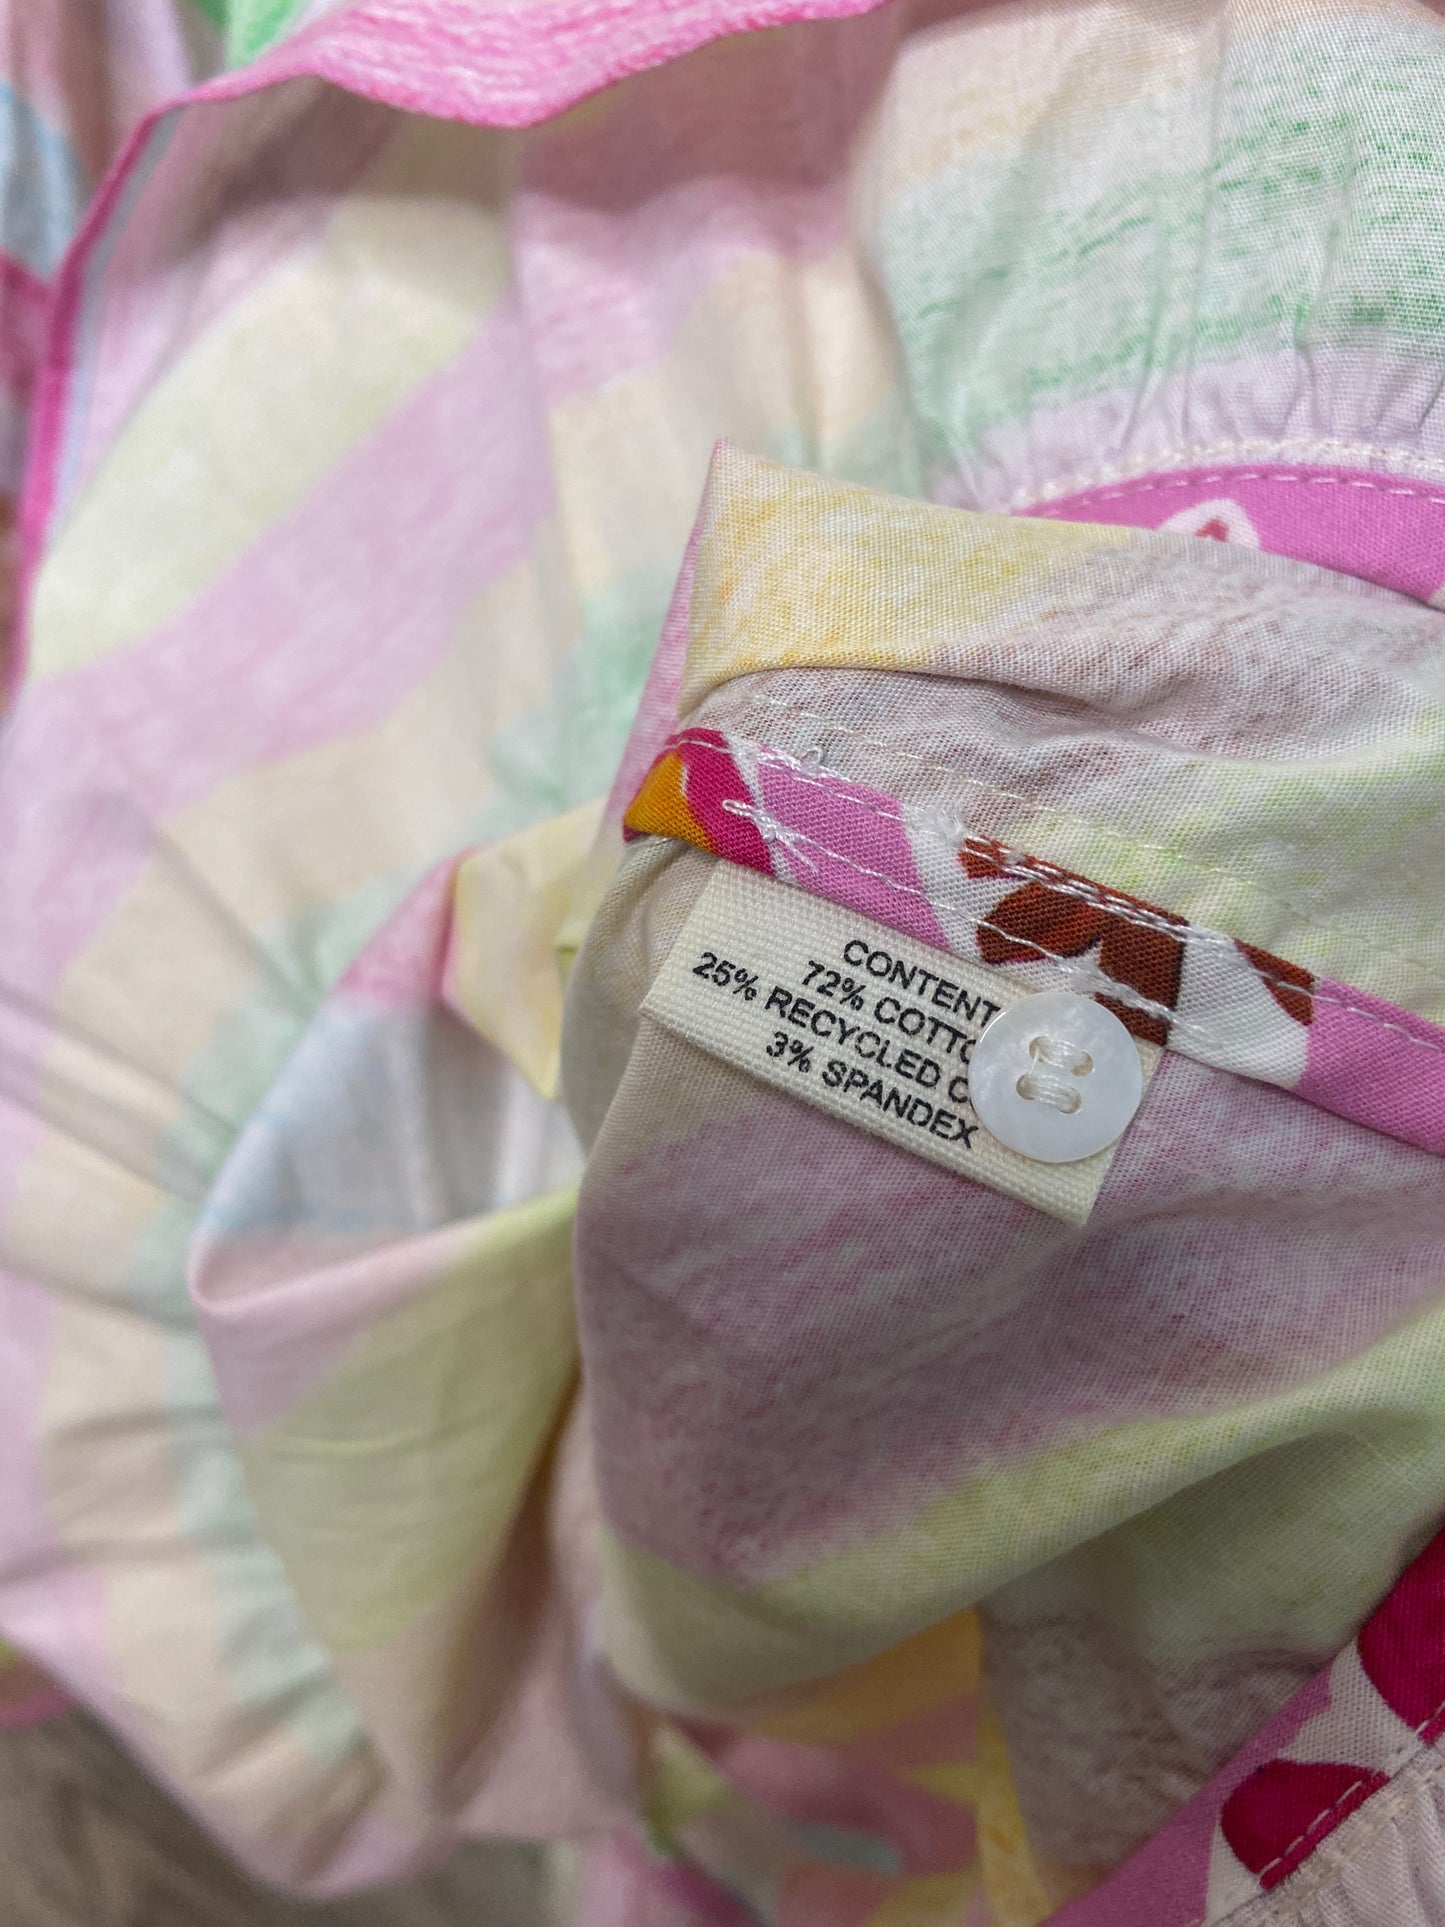 CONTENT
72% COTTO
25% RECYCLED C
3% SPANDEX